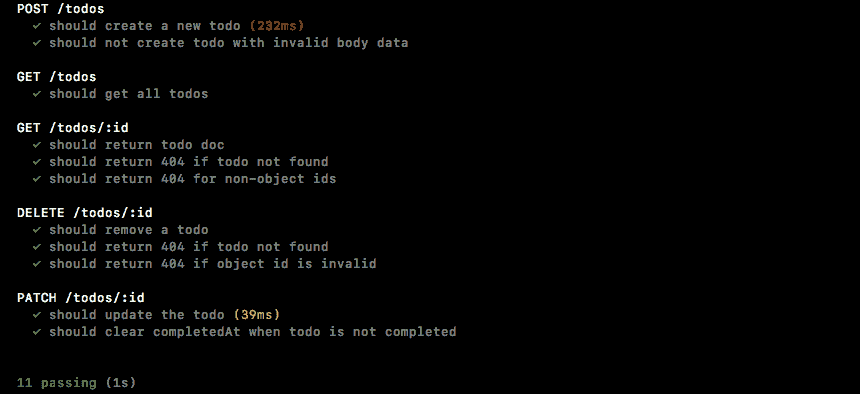 POST /todos
✓ should create a new todo (232ms)
✓ should not create todo with invalid body data
GET /todos
✓ should get all todos
GET /todos/:id
✓ should return todo doc
✓ should return 404 if todo not found
✓ should return 404 for non-object ids
DELETE /todos/:id
✓ should remove a todo
✓ should return 404 if todo not found
✓ should return 404 if object id is invalid
PATCH /todos/:id
✓ should update the todo (39ms)
✓ should clear completedAt when todo is not completed
11 passing (1s)